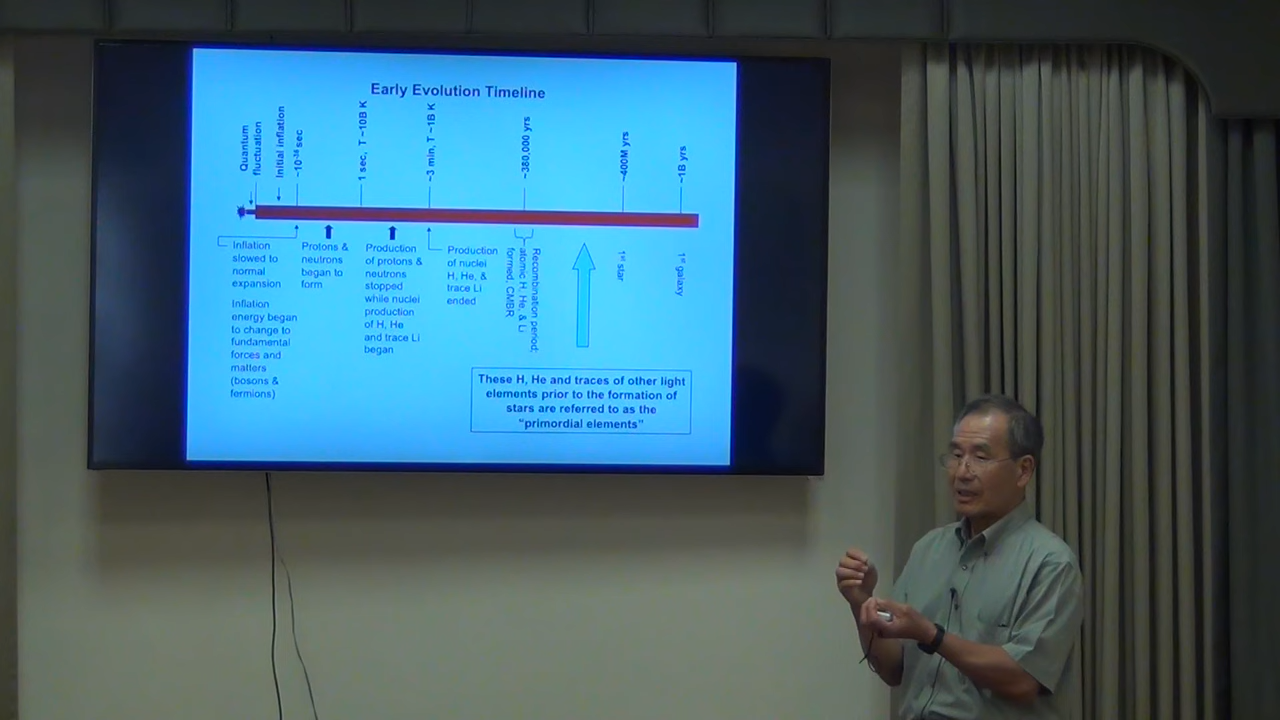 Early Evolution Timeline
Quantum
fluctuation
Initial inflation
~10⁻³⁶ sec
1 sec, T ~10B K
~3 min, T ~1B K
~380,000 yrs
~400M yrs
~1B yrs
Inflation
slowed to
normal
expansion
Inflation
energy began
to change to
fundamental
forces and
matters
(bosons &
fermions)
Protons &
neutrons
began to
form
Production
of protons &
neutrons
stopped
while nuclei
production
of H, He
and trace Li
began
Production
of nuclei
H, He, &
trace Li
ended
Recombination period;
atomic H, He, & Li
formed, CMBR
1st star
1st galaxy
These H, He and traces of other light
elements prior to the formation of
stars are referred to as the
"primordial elements"